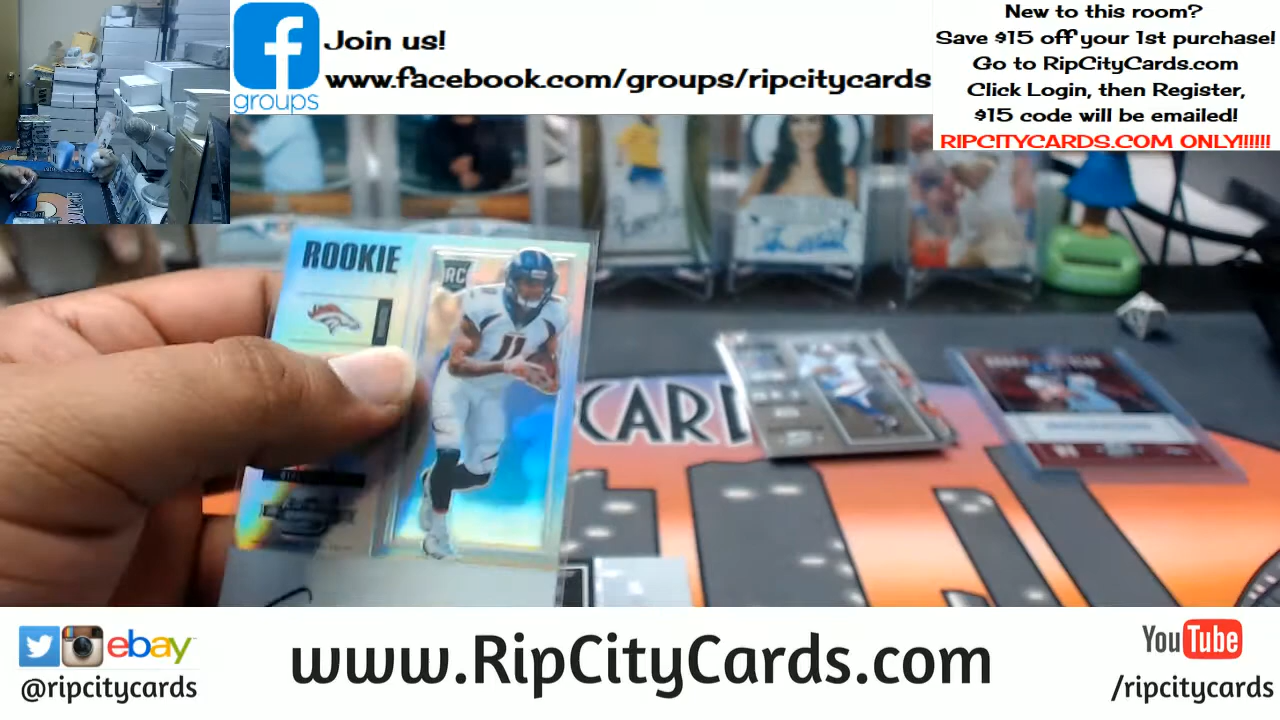 Join us!
www.facebook.com/groups/ripcitycards
groups
New to this room?
Save $15 off your 1st purchase!
Go to RipCityCards.com
Click Login, then Register,
$15 code will be emailed!
RIPCITYCARDS.COM ONLY!!!!!!
ROOKIE
RC
11
CARD
ebay
@ripcitycards
www.RipCityCards.com
YouTube
/ripcitycards